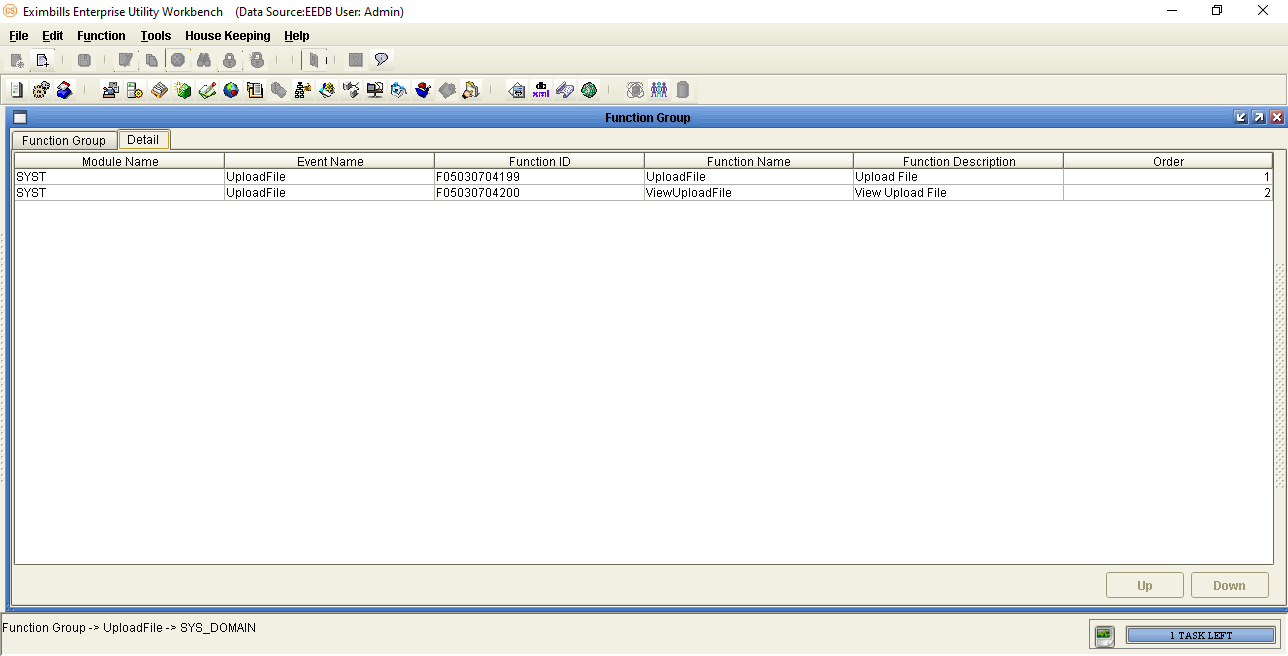 CS Eximbills Enterprise Utility Workbench (Data Source:EEDB User: Admin)
File Edit Function Tools House Keeping Help
xml
Function Group
Function Group Detail
Module Name Event Name Function ID Function Name Function Description Order
SYST UploadFile F05030704199 UploadFile Upload File 1
SYST UploadFile F05030704200 ViewUploadFile View Upload File 2
Up Down
Function Group -> UploadFile -> SYS_DOMAIN
1 TASK LEFT